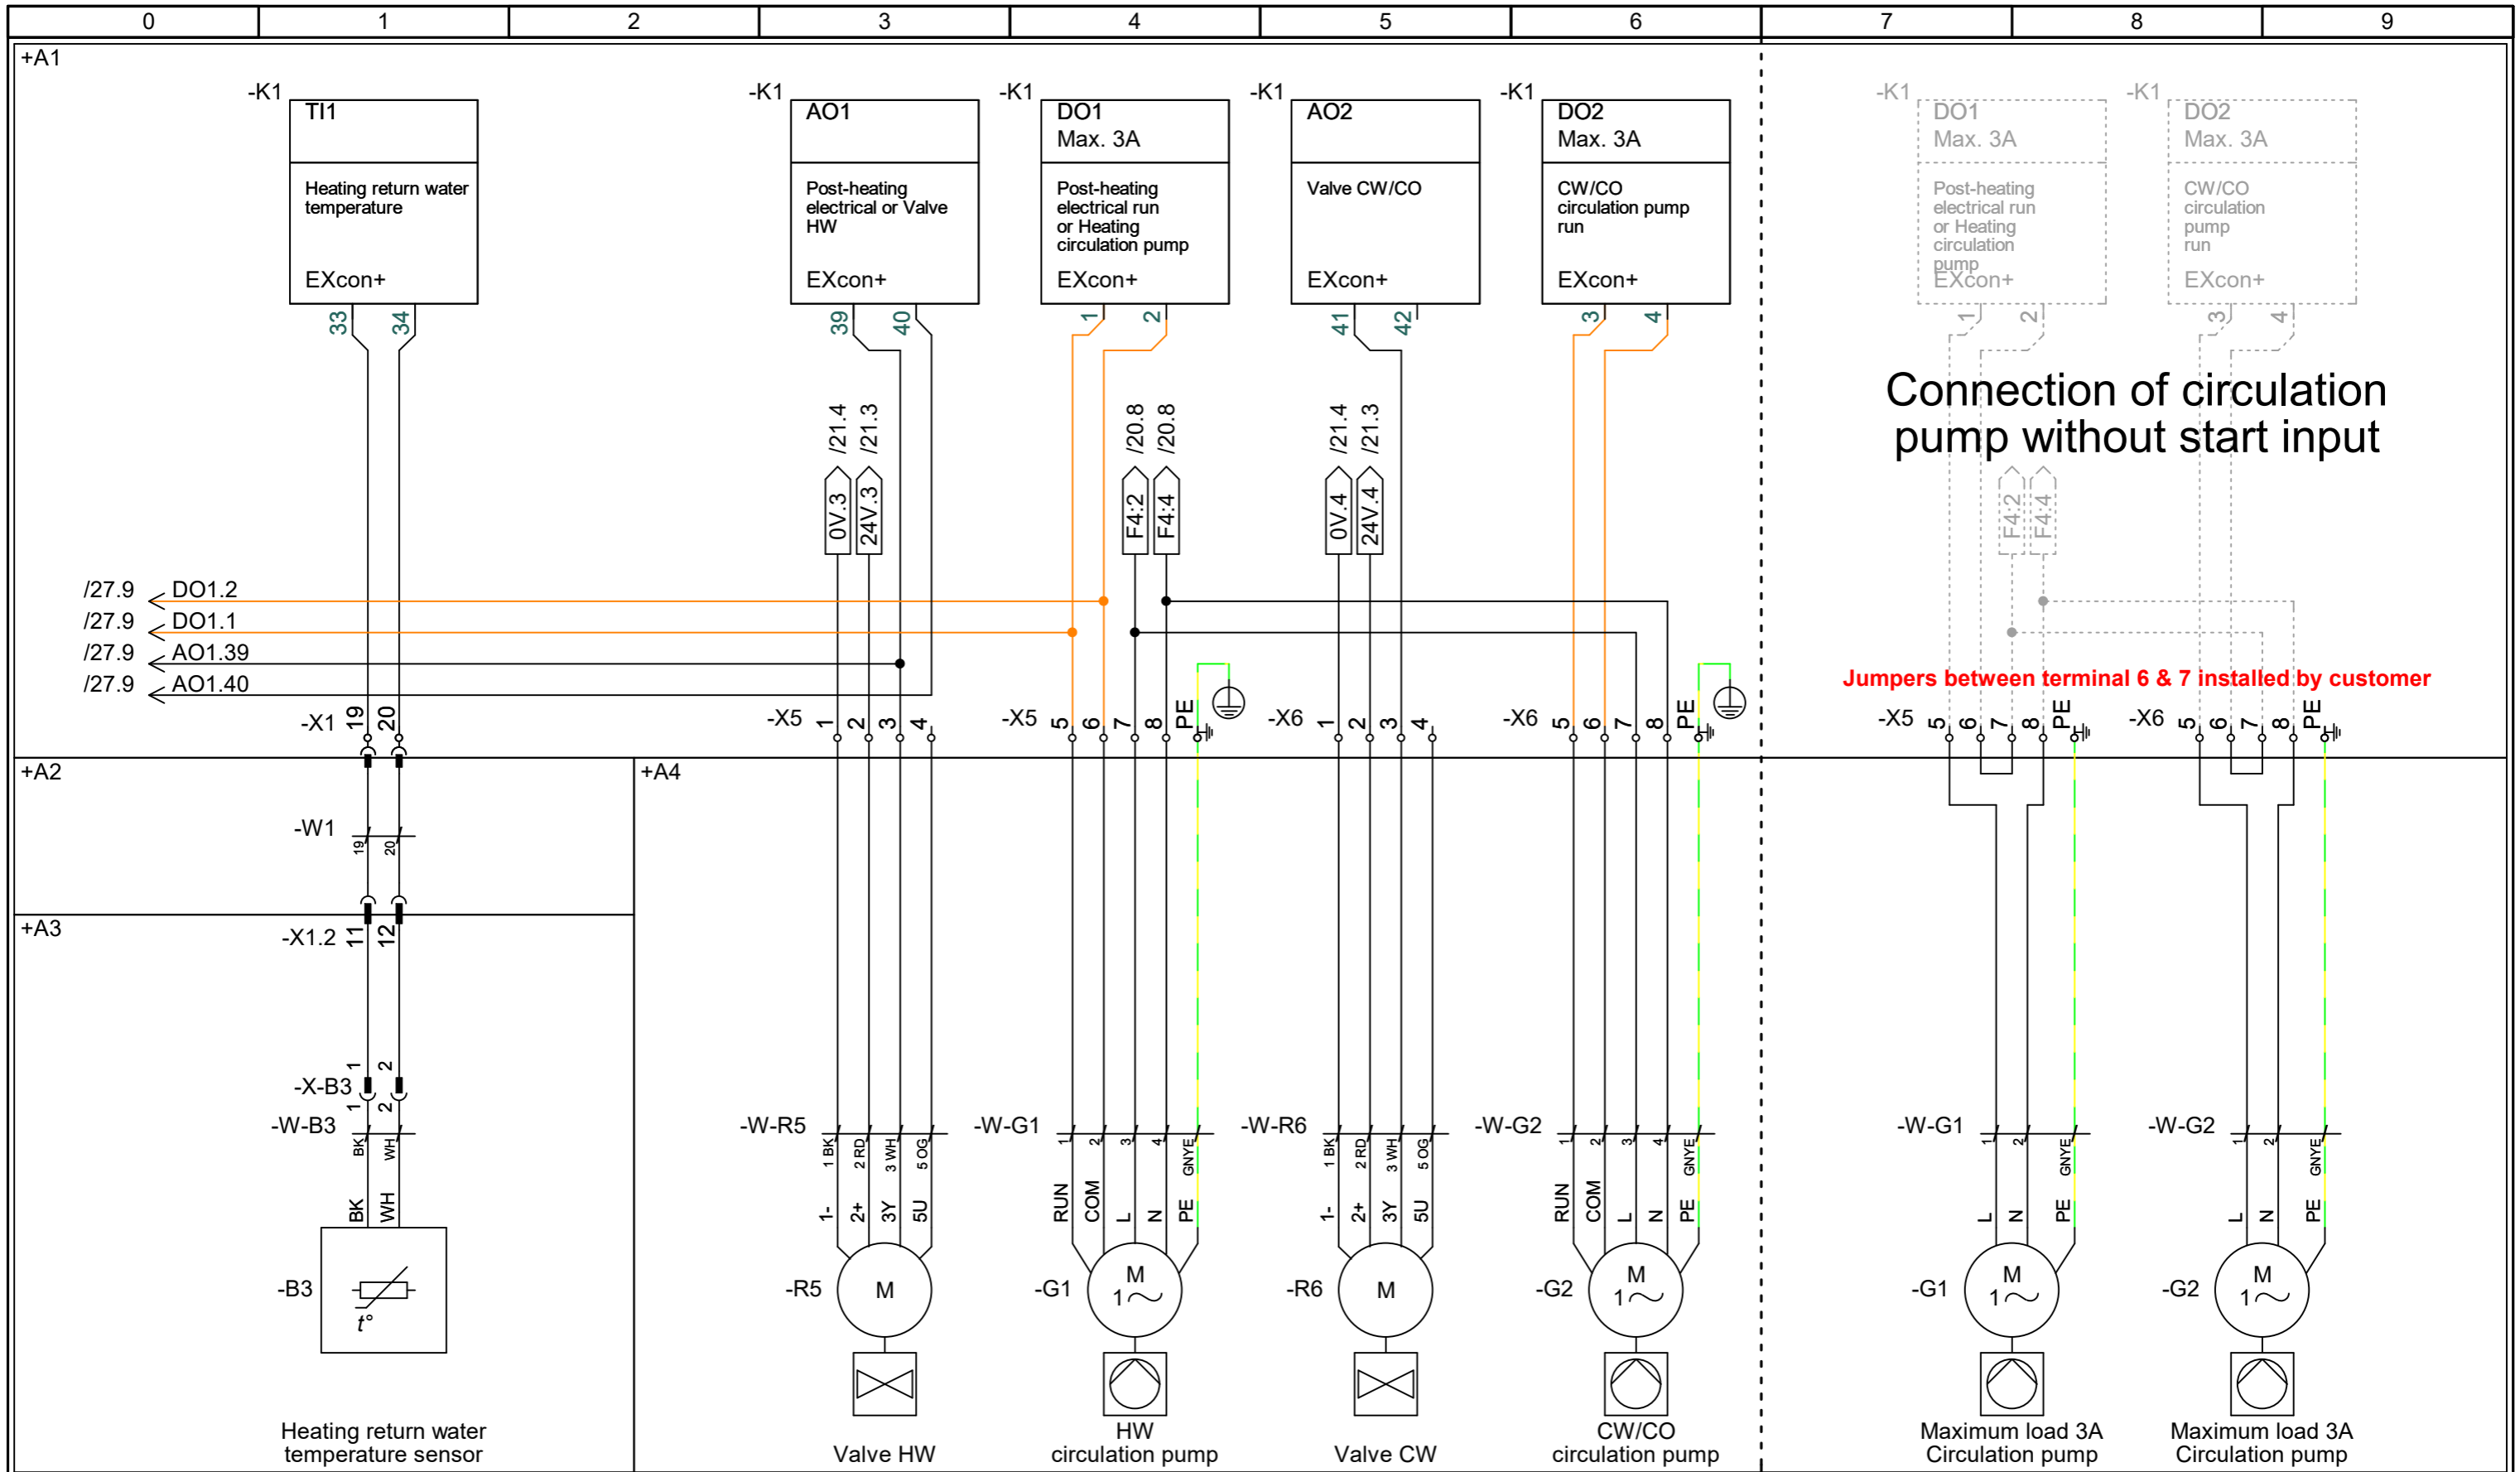 0 1 2 3 4 5 6 7 8 9
+A1
-K1
TI1
Heating return water
temperature
EXcon+
33 34
-K1
AO1
Post-heating
electrical or Valve
HW
EXcon+
39 40
-K1
DO1
Max. 3A
Post-heating
electrical run
or Heating
circulation pump
EXcon+
1 2
-K1
AO2
Valve CW/CO
EXcon+
41 42
-K1
DO2
Max. 3A
CW/CO
circulation pump
run
EXcon+
3 4
-K1
DO1
Max. 3A
Post-heating
electrical run
or Heating
circulation
pump
EXcon+
1 2
-K1
DO2
Max. 3A
CW/CO
circulation
pump
run
EXcon+
3 4
Connection of circulation
pump without start input
/21.4 /21.3 /20.8 /20.8 /21.4 /21.3
0V.3 24V.3 F4:2 F4:4 0V.4 24V.4 F4:2 F4:4
/27.9 DO1.2
/27.9 DO1.1
/27.9 AO1.39
/27.9 AO1.40
Jumpers between terminal 6 & 7 installed by customer
-X1 19 20
-X5 1 2 3 4
-X5 5 6 7 8 PE
-X6 1 2 3 4
-X6 5 6 7 8 PE
-X5 5 6 7 8 PE
-X6 5 6 7 8 PE
+A2
+A4
-W1
19 20
+A3
-X1.2 11 12
1 2
-X-B3
1 2
-W-B3
BK WH
BK WH
-B3
t°
Heating return water
temperature sensor
-W-R5
1 BK 2 RD 3 WH 5 OG
1- 2+ 3Y 5U
-R5 M
Valve HW
-W-G1
1 2 3 4 GNYE
RUN COM L N PE
-G1 M
1
HW
circulation pump
-W-R6
1 BK 2 RD 3 WH 5 OG
1- 2+ 3Y 5U
-R6 M
Valve CW
-W-G2
1 2 3 4 GNYE
RUN COM L N PE
-G2 M
1
CW/CO
circulation pump
-W-G1
1 2 GNYE
L N PE
-G1 M
1
Maximum load 3A
Circulation pump
-W-G2
1 2 GNYE
L N PE
-G2 M
1
Maximum load 3A
Circulation pump